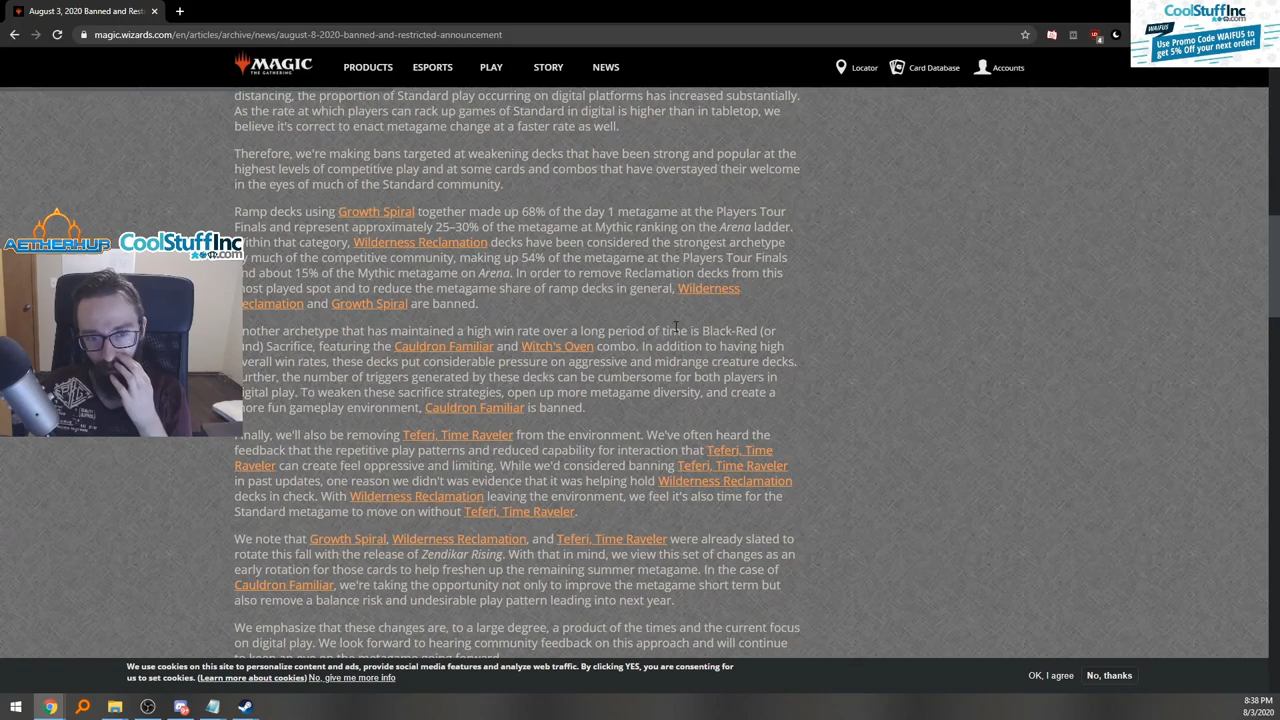 August 3, 2020 Banned and Rest
magic.wizards.com/en/articles/archive/news/august-8-2020-banned-and-restricted-announcement
CoolStuffInc
.com
WAIFU5
Use Promo Code WAIFU5 to
get 5% Off your next order!
MAGIC
THE GATHERING
PRODUCTS
PLAY
STORY
NEWS
Locator
Card Database
Accounts
distancing, the proportion of Standard play occurring on digital platforms has increased substantially.
As the rate at which players can rack up games of Standard in digital is higher than in tabletop, we
believe it's correct to enact metagame change at a faster rate as well.
Therefore, we're making bans targeted at weakening decks that have been strong and popular at the
highest levels of competitive play and at some cards and combos that have overstayed their welcome
in the eyes of much of the Standard community.
Ramp decks using Growth Spiral together made up 68% of the day 1 metagame at the Players Tour
Finals and represent approximately 25–30% of the metagame at Mythic ranking on the Arena ladder.
ithin that category, Wilderness Reclamation decks have been considered the strongest archetype
y much of the competitive community, making up 54% of the metagame at the Players Tour Finals
nd about 15% of the Mythic metagame on Arena. In order to remove Reclamation decks from this
ost played spot and to reduce the metagame share of ramp decks in general, Wilderness
eclamation and Growth Spiral are banned.
nother archetype that has maintained a high win rate over a long period of time is Black-Red (or
und) Sacrifice, featuring the Cauldron Familiar and Witch's Oven combo. In addition to having high
verall win rates, these decks put considerable pressure on aggressive and midrange creature decks.
urther, the number of triggers generated by these decks can be cumbersome for both players in
igital play. To weaken these sacrifice strategies, open up more metagame diversity, and create a
ore fun gameplay environment, Cauldron Familiar is banned.
inally, we'll also be removing Teferi, Time Raveler from the environment. We've often heard the
feedback that the repetitive play patterns and reduced capability for interaction that Teferi, Time
Raveler can create feel oppressive and limiting. While we'd considered banning Teferi, Time Raveler
in past updates, one reason we didn't was evidence that it was helping hold Wilderness Reclamation
decks in check. With Wilderness Reclamation leaving the environment, we feel it's also time for the
Standard metagame to move on without Teferi, Time Raveler.
We note that Growth Spiral, Wilderness Reclamation, and Teferi, Time Raveler were already slated to
rotate this fall with the release of Zendikar Rising. With that in mind, we view this set of changes as an
early rotation for those cards to help freshen up the remaining summer metagame. In the case of
Cauldron Familiar, we're taking the opportunity not only to improve the metagame short term but
also remove a balance risk and undesirable play pattern leading into next year.
We emphasize that these changes are, to a large degree, a product of the times and the current focus
on digital play. We look forward to hearing community feedback on this approach and will continue
AETHERHUB
CoolStuffInc
.com
We use cookies on this site to personalize content and ads, provide social media features and analyze web traffic. By clicking YES, you are consenting for
us to set cookies. (Learn more about cookies) No, give me more info
OK, I agree
No, thanks
8:38 PM
8/3/2020